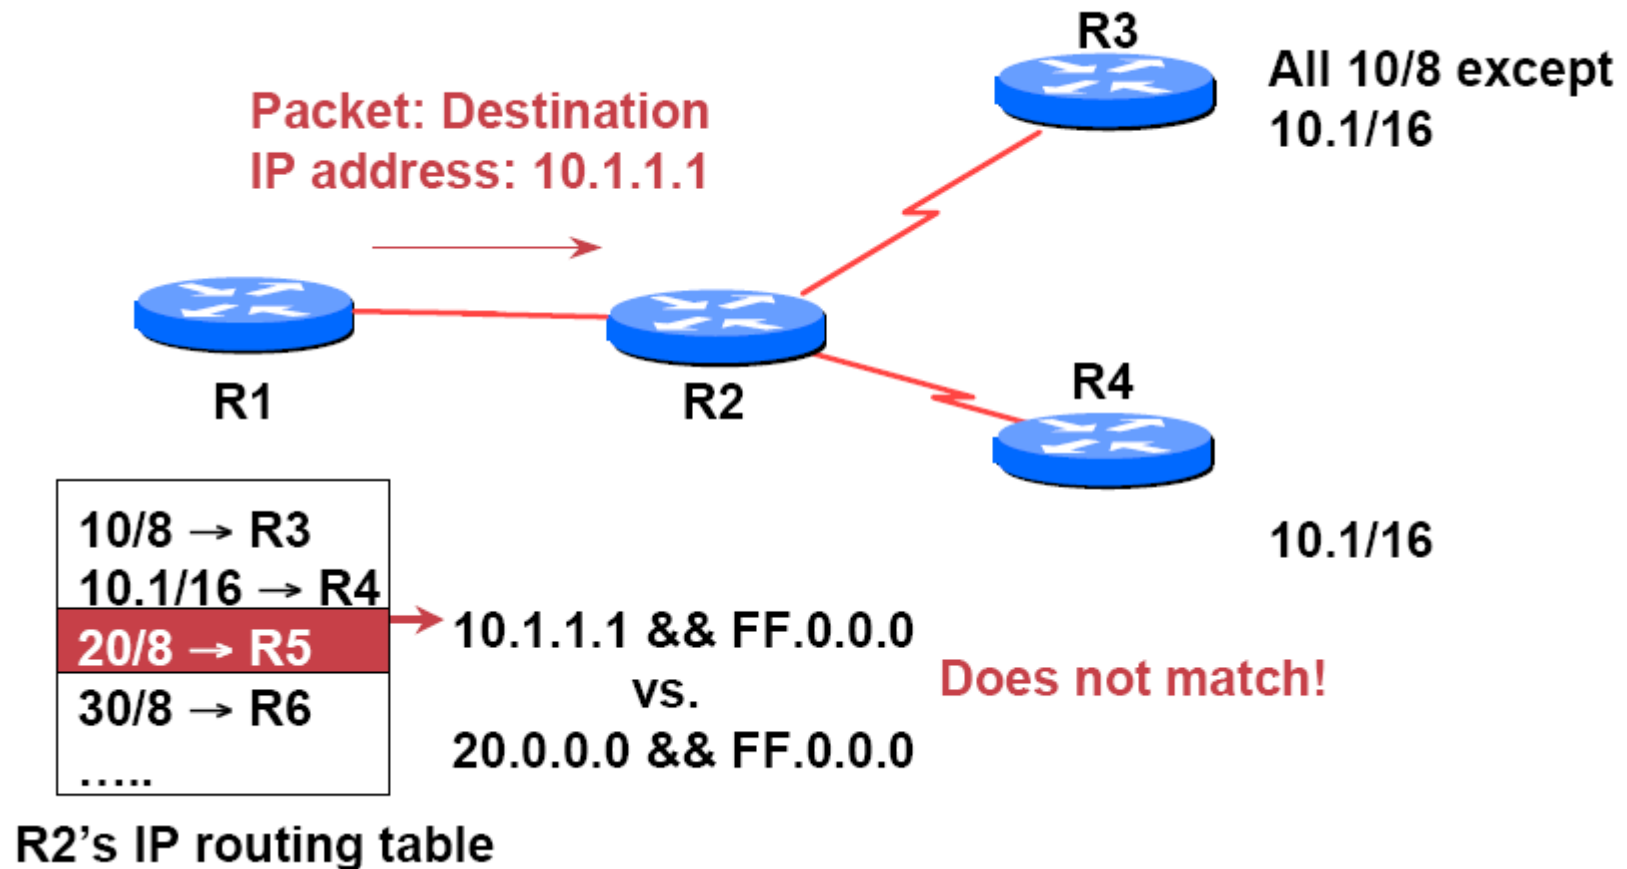 R3
All 10/8 except
10.1/16
Packet: Destination
IP address: 10.1.1.1
R1
R2
R4
10.1/16
10/8 → R3
10.1/16 → R4
20/8 → R5
30/8 → R6
…..
10.1.1.1 && FF.0.0.0
vs.
20.0.0.0 && FF.0.0.0
Does not match!
R2’s IP routing table